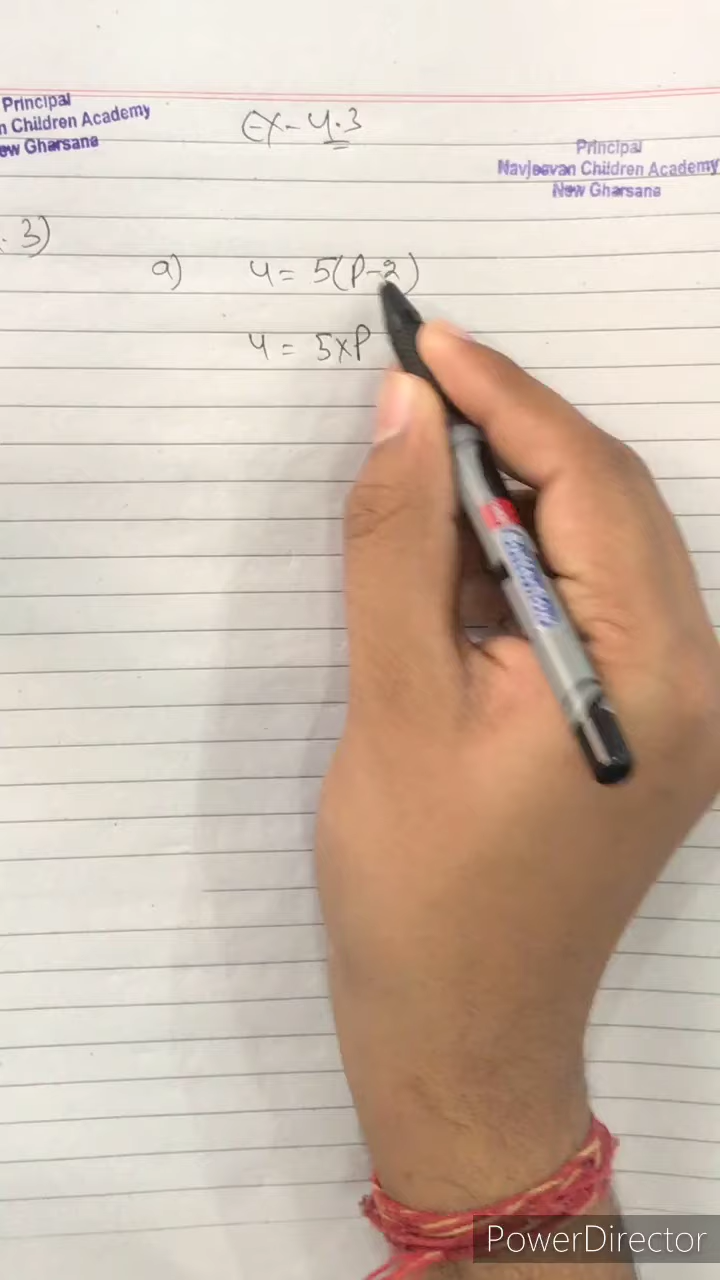 Principal
n Children Academy
ew Gharsana
Ex-4.3
Principal
Navjeevan Children Academy
New Gharsana
. 3)
a) 4 = 5(P-2)
4 = 5×P
PowerDirector